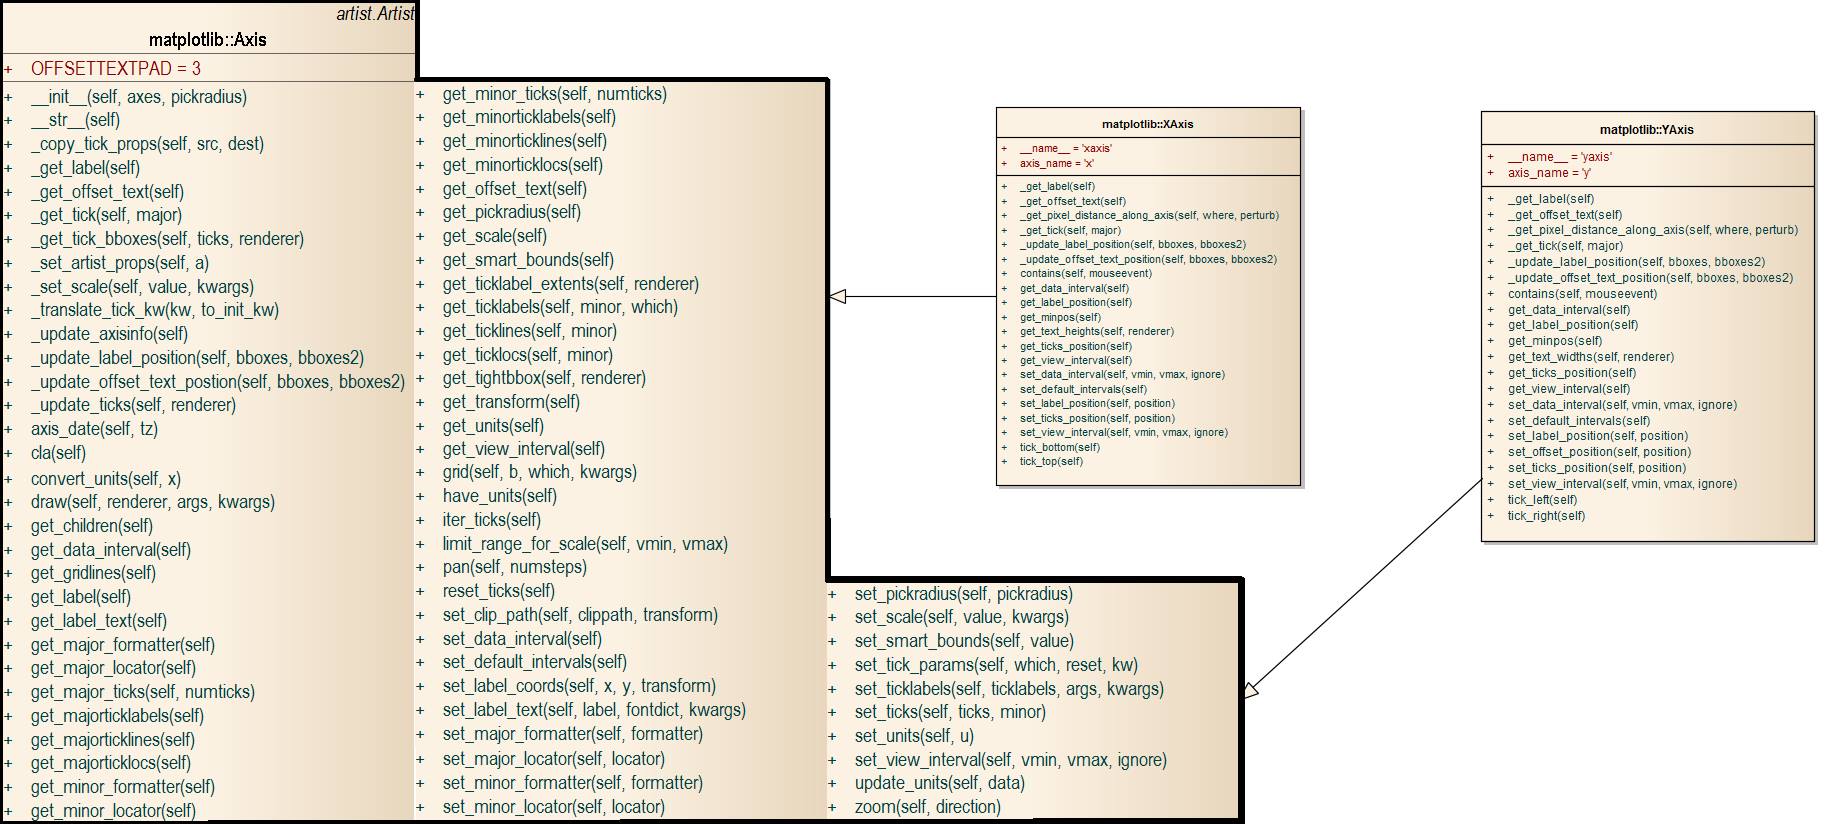 artist.Artist
matplotlib::Axis
+ OFFSETTEXTPAD = 3
+ __init__(self, axes, pickradius)
+ __str__(self)
+ _copy_tick_props(self, src, dest)
+ _get_label(self)
+ _get_offset_text(self)
+ _get_tick(self, major)
+ _get_tick_bboxes(self, ticks, renderer)
+ _set_artist_props(self, a)
+ _set_scale(self, value, kwargs)
+ _translate_tick_kw(kw, to_init_kw)
+ _update_axisinfo(self)
+ _update_label_position(self, bboxes, bboxes2)
+ _update_offset_text_postion(self, bboxes, bboxes2)
+ _update_ticks(self, renderer)
+ axis_date(self, tz)
+ cla(self)
+ convert_units(self, x)
+ draw(self, renderer, args, kwargs)
+ get_children(self)
+ get_data_interval(self)
+ get_gridlines(self)
+ get_label(self)
+ get_label_text(self)
+ get_major_formatter(self)
+ get_major_locator(self)
+ get_major_ticks(self, numticks)
+ get_majorticklabels(self)
+ get_majorticklines(self)
+ get_majorticklocs(self)
+ get_minor_formatter(self)
+ get_minor_locator(self)
+ get_minor_ticks(self, numticks)
+ get_minorticklabels(self)
+ get_minorticklines(self)
+ get_minorticklocs(self)
+ get_offset_text(self)
+ get_pickradius(self)
+ get_scale(self)
+ get_smart_bounds(self)
+ get_ticklabel_extents(self, renderer)
+ get_ticklabels(self, minor, which)
+ get_ticklines(self, minor)
+ get_ticklocs(self, minor)
+ get_tightbbox(self, renderer)
+ get_transform(self)
+ get_units(self)
+ get_view_interval(self)
+ grid(self, b, which, kwargs)
+ have_units(self)
+ iter_ticks(self)
+ limit_range_for_scale(self, vmin, vmax)
+ pan(self, numsteps)
+ reset_ticks(self)
+ set_clip_path(self, clippath, transform)
+ set_data_interval(self)
+ set_default_intervals(self)
+ set_label_coords(self, x, y, transform)
+ set_label_text(self, label, fontdict, kwargs)
+ set_major_formatter(self, formatter)
+ set_major_locator(self, locator)
+ set_minor_formatter(self, formatter)
+ set_minor_locator(self, locator)
+ set_pickradius(self, pickradius)
+ set_scale(self, value, kwargs)
+ set_smart_bounds(self, value)
+ set_tick_params(self, which, reset, kw)
+ set_ticklabels(self, ticklabels, args, kwargs)
+ set_ticks(self, ticks, minor)
+ set_units(self, u)
+ set_view_interval(self, vmin, vmax, ignore)
+ update_units(self, data)
+ zoom(self, direction)
matplotlib::XAxis
+ __name__ = 'xaxis'
+ axis_name = 'x'
+ _get_label(self)
+ _get_offset_text(self)
+ _get_pixel_distance_along_axis(self, where, perturb)
+ _get_tick(self, major)
+ _update_label_position(self, bboxes, bboxes2)
+ _update_offset_text_position(self, bboxes, bboxes2)
+ contains(self, mouseevent)
+ get_data_interval(self)
+ get_label_position(self)
+ get_minpos(self)
+ get_text_heights(self, renderer)
+ get_ticks_position(self)
+ get_view_interval(self)
+ set_data_interval(self, vmin, vmax, ignore)
+ set_default_intervals(self)
+ set_label_position(self, position)
+ set_ticks_position(self, position)
+ set_view_interval(self, vmin, vmax, ignore)
+ tick_bottom(self)
+ tick_top(self)
matplotlib::YAxis
+ __name__ = 'yaxis'
+ axis_name = 'y'
+ _get_label(self)
+ _get_offset_text(self)
+ _get_pixel_distance_along_axis(self, where, perturb)
+ _get_tick(self, major)
+ _update_label_position(self, bboxes, bboxes2)
+ _update_offset_text_position(self, bboxes, bboxes2)
+ contains(self, mouseevent)
+ get_data_interval(self)
+ get_label_position(self)
+ get_minpos(self)
+ get_text_widths(self, renderer)
+ get_ticks_position(self)
+ get_view_interval(self)
+ set_data_interval(self, vmin, vmax, ignore)
+ set_default_intervals(self)
+ set_label_position(self, position)
+ set_offset_position(self, position)
+ set_ticks_position(self, position)
+ set_view_interval(self, vmin, vmax, ignore)
+ tick_left(self)
+ tick_right(self)